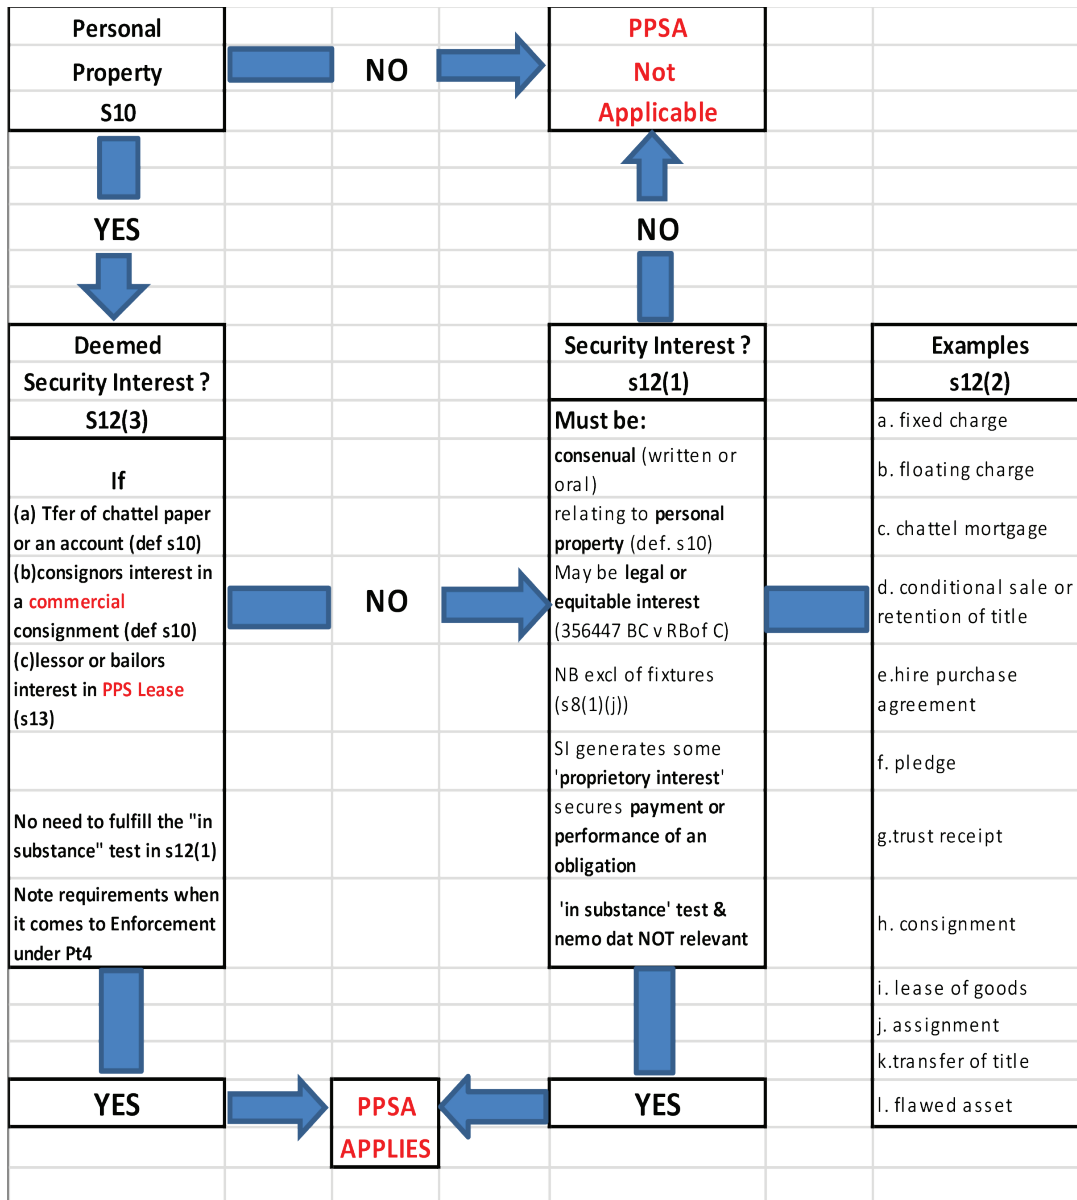 Personal
Property
S10
NO
PPSA
Not
Applicable
YES
NO
Deemed
Security Interest ?
S12(3)
If
(a) Tfer of chattel paper
or an account (def s10)
(b)consignors interest in
a commercial
consignment (def s10)
(c)lessor or bailors
interest in PPS Lease
(s13)
No need to fulfill the "in
substance" test in s12(1)
Note requirements when
it comes to Enforcement
under Pt4
NO
Security Interest ?
s12(1)
Must be:
consenual (written or
oral)
relating to personal
property (def. s10)
May be legal or
equitable interest
(356447 BC v RBof C)
NB excl of fixtures
(s8(1)(j))
SI generates some
'proprietory interest'
secures payment or
performance of an
obligation
'in substance' test &
nemo dat NOT relevant
Examples
s12(2)
a. fixed charge
b. floating charge
c. chattel mortgage
d. conditional sale or
retention of title
e.hire purchase
agreement
f. pledge
g.trust receipt
h. consignment
i. lease of goods
j. assignment
k.transfer of title
l. flawed asset
YES
PPSA
APPLIES
YES